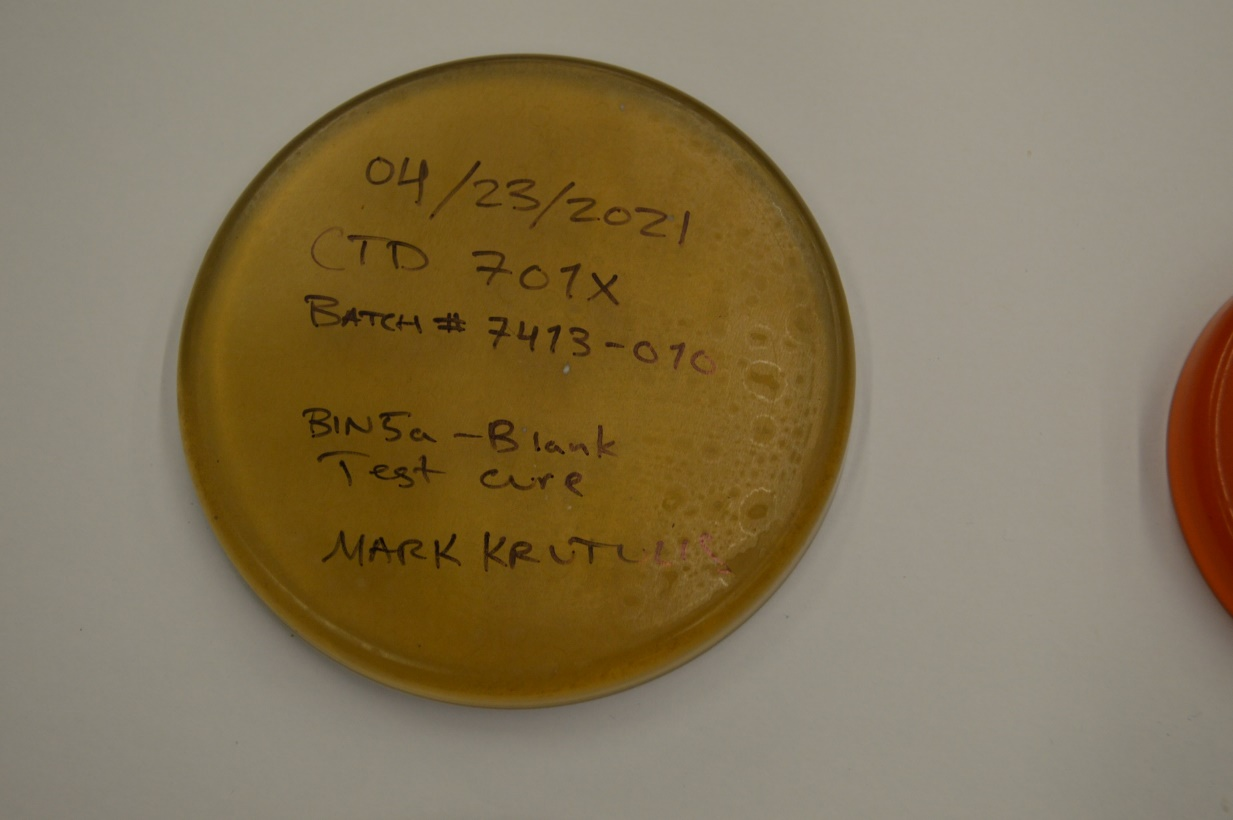 04/23/2021
CTD 701X
BATCH # 7413-010
BIN5a - Blank
Test cure
MARK